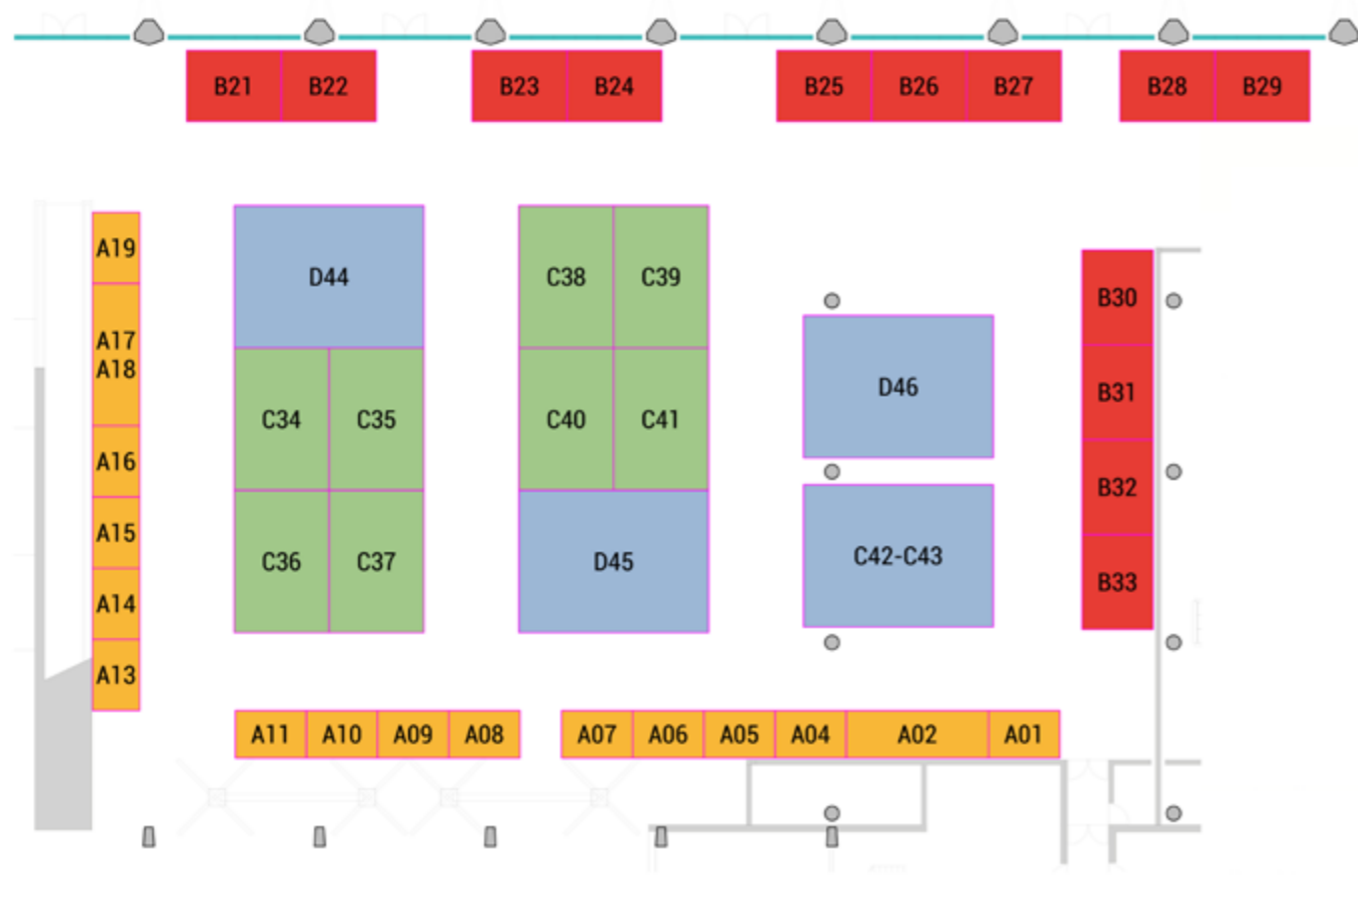 B21 B22 B23 B24 B25 B26 B27 B28 B29
A19
A17
A18
A16
A15
A14
A13
D44
C34 C35
C36 C37
C38 C39
C40 C41
D45
D46
C42-C43
B30
B31
B32
B33
A11 A10 A09 A08 A07 A06 A05 A04 A02 A01